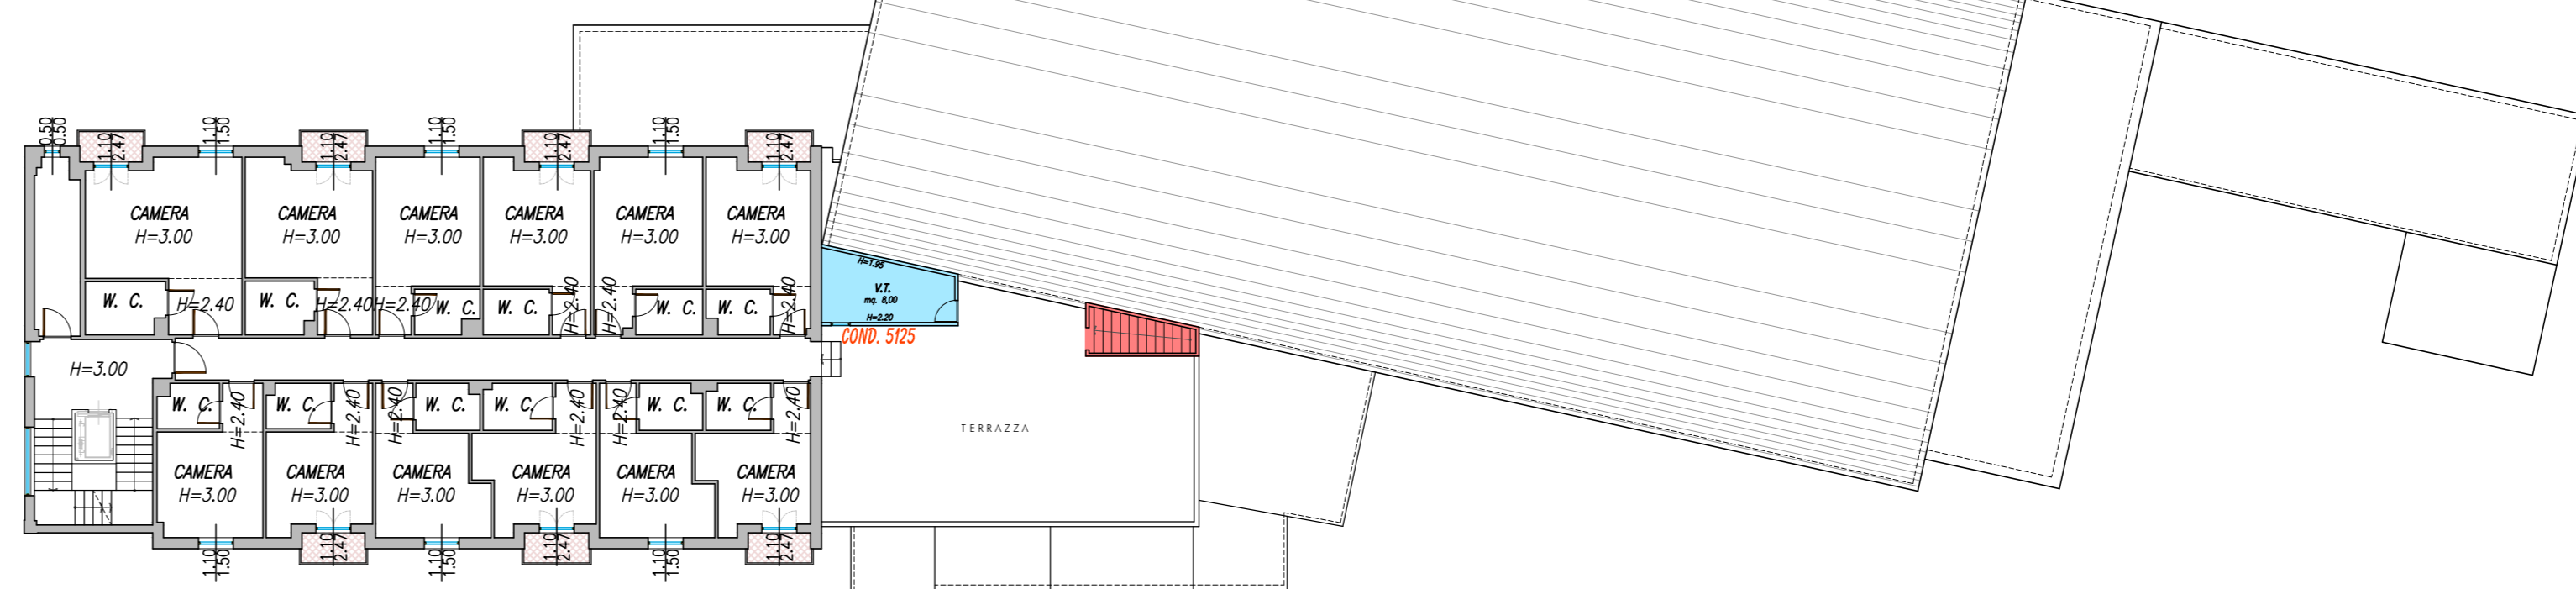 0.50
0.50
1.10
2.47
1.10
1.50
1.10
2.47
1.10
1.50
1.10
2.47
1.10
1.50
1.10
2.47
CAMERA
H=3.00
CAMERA
H=3.00
CAMERA
H=3.00
CAMERA
H=3.00
CAMERA
H=3.00
CAMERA
H=3.00
W. C.
H=2.40
W. C.
H=2.40
H=2.40
W. C.
W. C.
H=2.40
H=2.40
W. C.
W. C.
H=2.40
H=1.95
V.T.
mq. 8,00
H=2.20
COND. 5125
H=3.00
W. C.
H=2.40
W. C.
H=2.40
H=2.40
W. C.
W. C.
H=2.40
H=2.40
W. C.
W. C.
H=2.40
TERRAZZA
CAMERA
H=3.00
CAMERA
H=3.00
CAMERA
H=3.00
CAMERA
H=3.00
CAMERA
H=3.00
CAMERA
H=3.00
1.10
1.50
1.10
2.47
1.10
1.50
1.10
2.47
1.10
1.50
1.10
2.47